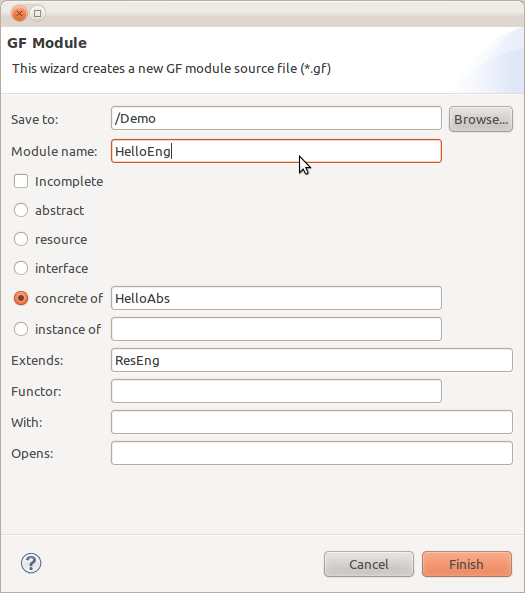 GF Module
This wizard creates a new GF module source file (*.gf)
Save to: /Demo Browse...
Module name: HelloEng
Incomplete
abstract
resource
interface
concrete of HelloAbs
instance of
Extends: ResEng
Functor:
With:
Opens:
? Cancel Finish